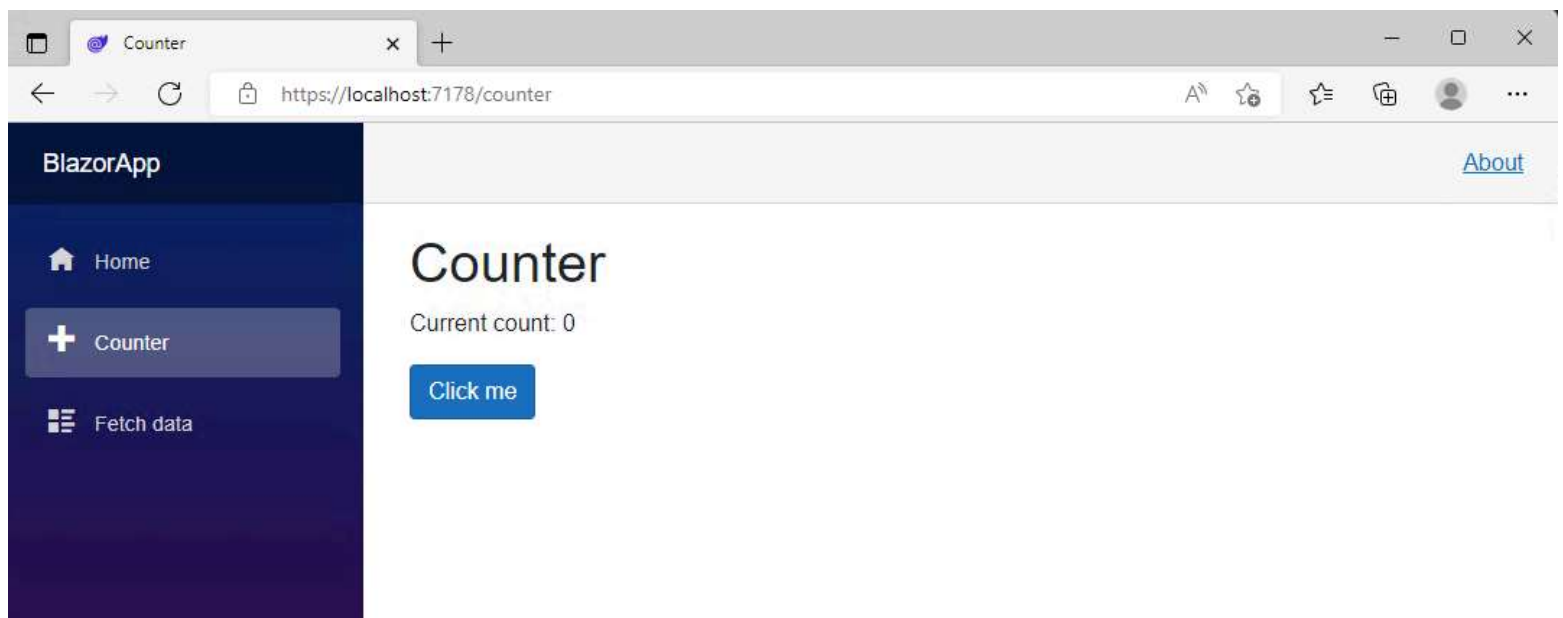 Counter
https://localhost:7178/counter
BlazorApp
About
Home
Counter
Fetch data
Counter
Current count: 0
Click me